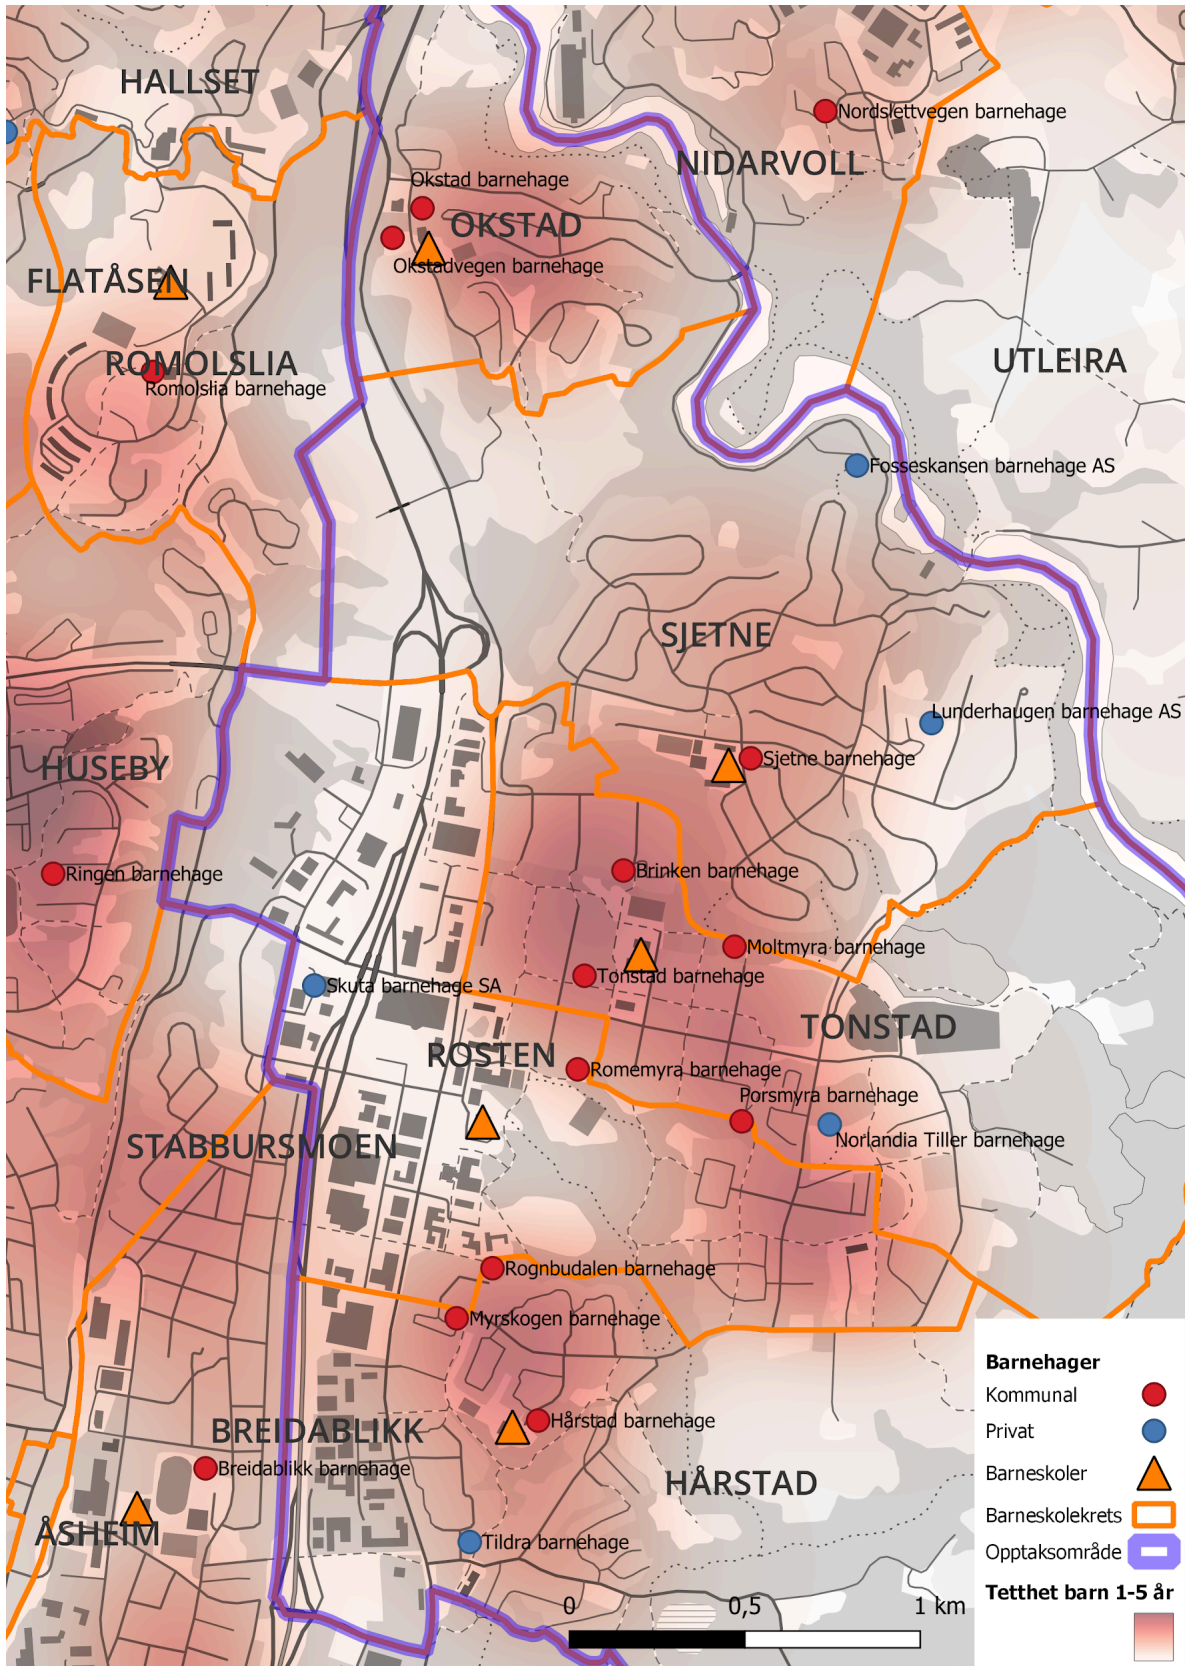 HALLSET
Nordslettvegen barnehage
NIDARVOLL
Okstad barnehage
OKSTAD
Okstadvegen barnehage
FLATÅSEN
ROMOLSLIA
Romolslia barnehage
UTLEIRA
Fosseskansen barnehage AS
SJETNE
Lunderhaugen barnehage AS
HUSEBY
Sjetne barnehage
Ringen barnehage
Brinken barnehage
Moltmyra barnehage
Tonstad barnehage
Skuta barnehage SA
TONSTAD
ROSTEN
Romemyra barnehage
Porsmyra barnehage
Norlandia Tiller barnehage
STABBURSMOEN
Rognbudalen barnehage
Myrskogen barnehage
BREIDABLIKK
Hårstad barnehage
Breidablikk barnehage
HÅRSTAD
ÅSHEIM
Tildra barnehage
0 0,5 1 km
Barnehager
Kommunal
Privat
Barneskoler
Barneskolekrets
Opptaksområde
Tetthet barn 1-5 år